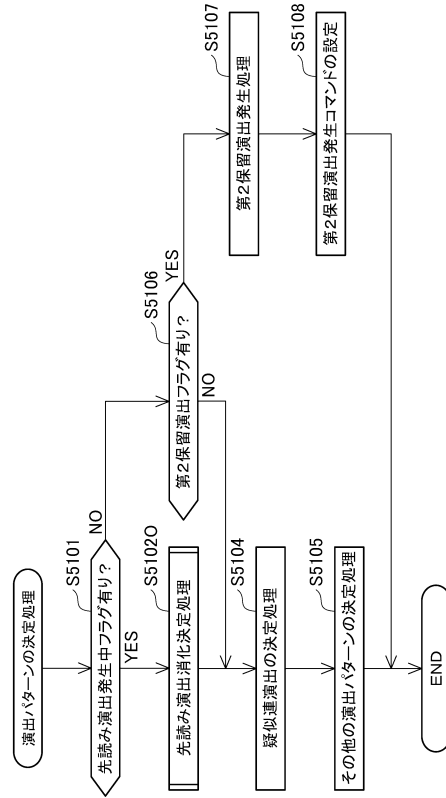 演出パターンの決定処理
S5101
先読み演出発生中フラグ有り?
NO
YES
S5102O
先読み演出消化決定処理
S5104
疑似連演出の決定処理
S5105
その他の演出パターンの決定処理
END
S5106
第2保留演出フラグ有り?
YES
NO
S5107
第2保留演出発生処理
S5108
第2保留演出発生コマンドの設定